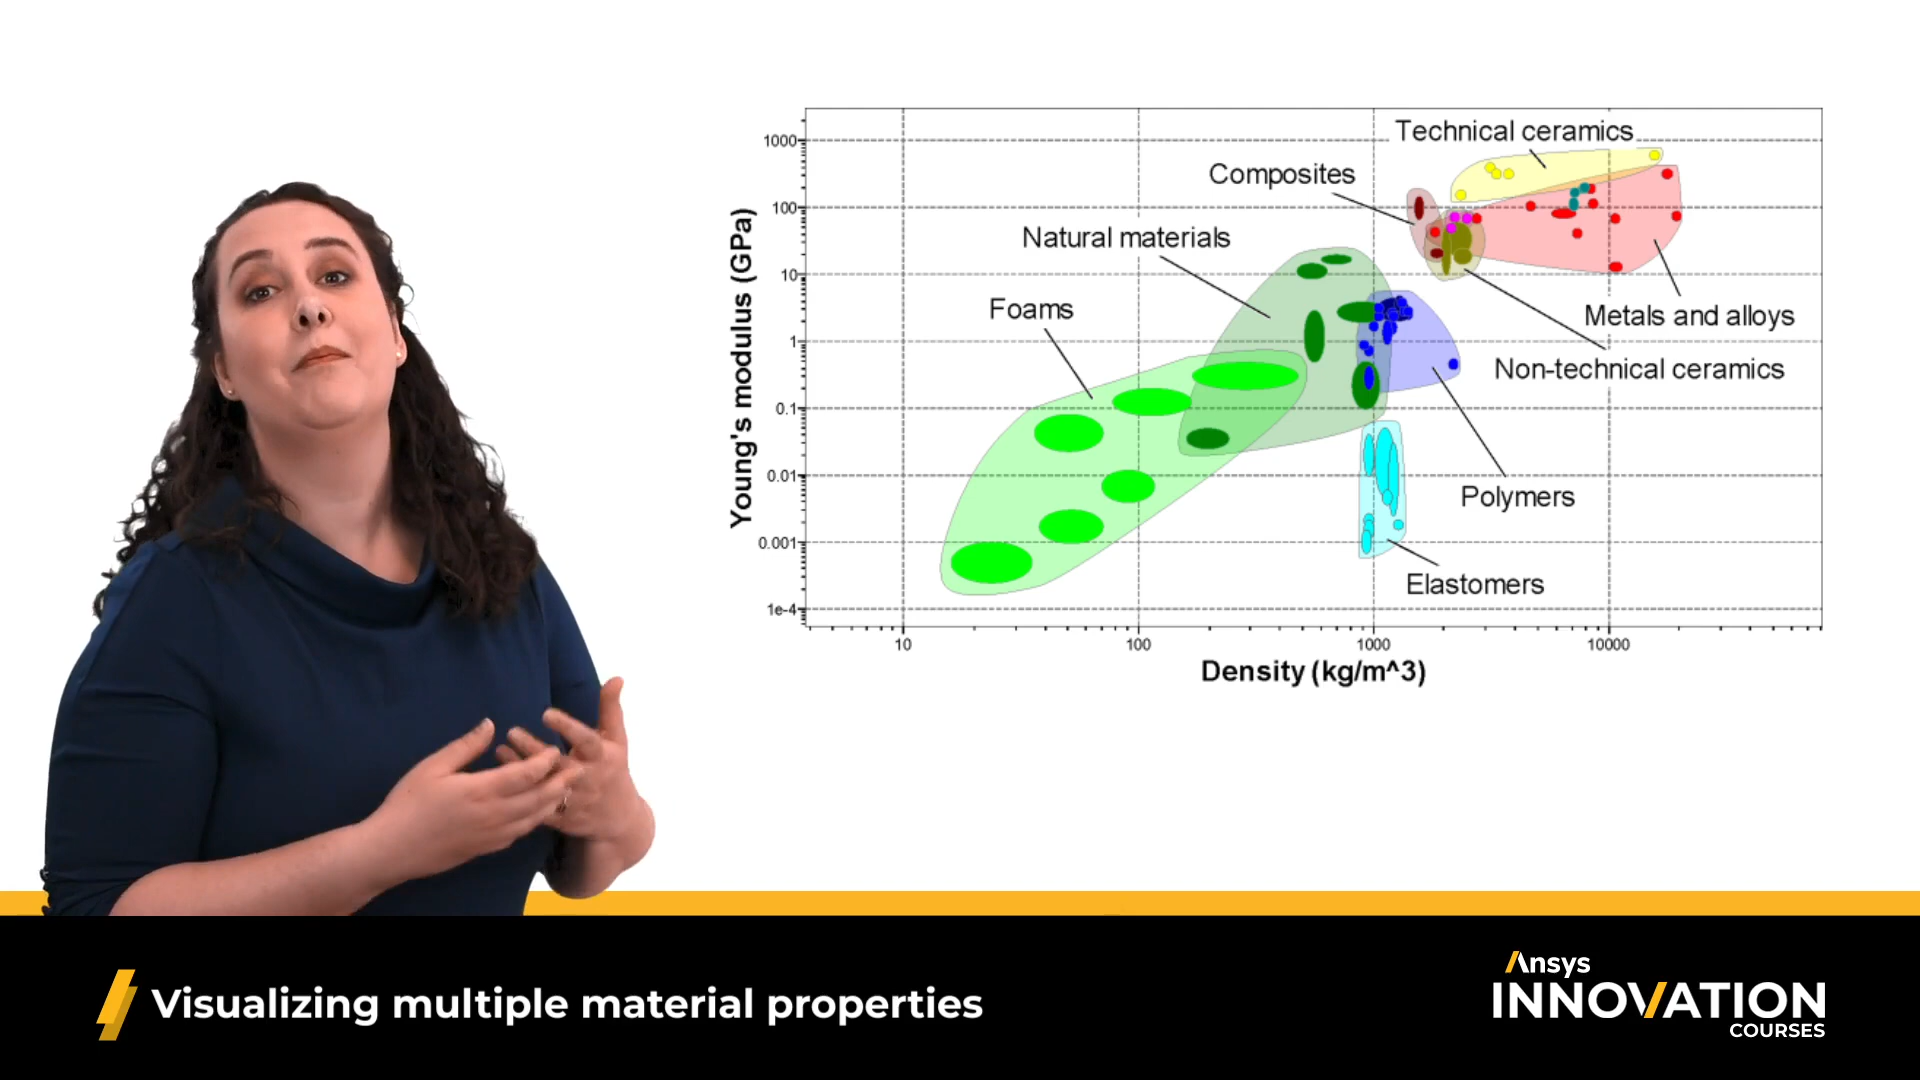 Young's modulus (GPa)
1000
100
10
1
0.1
0.01
0.001
1e-4
Technical ceramics
Composites
Natural materials
Foams
Metals and alloys
Non-technical ceramics
Polymers
Elastomers
10
100
1000
10000
Density (kg/m^3)
Visualizing multiple material properties
Ansys
INNOVATION
COURSES